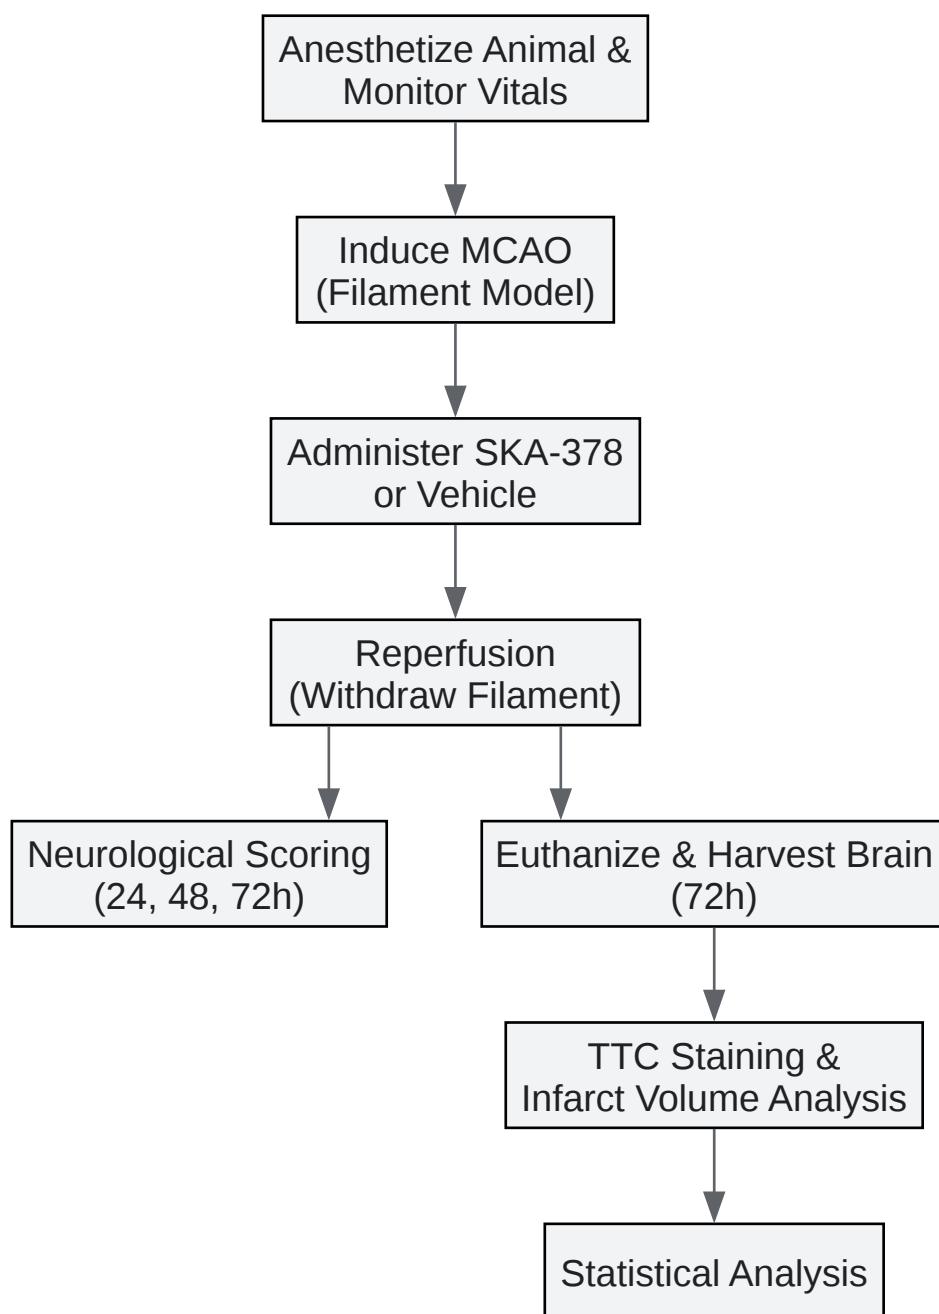 Anesthetize Animal &
Monitor Vitals
Induce MCAO
(Filament Model)
Administer SKA-378
or Vehicle
Reperfusion
(Withdraw Filament)
Neurological Scoring
(24, 48, 72h)
Euthanize & Harvest Brain
(72h)
TTC Staining &
Infarct Volume Analysis
Statistical Analysis